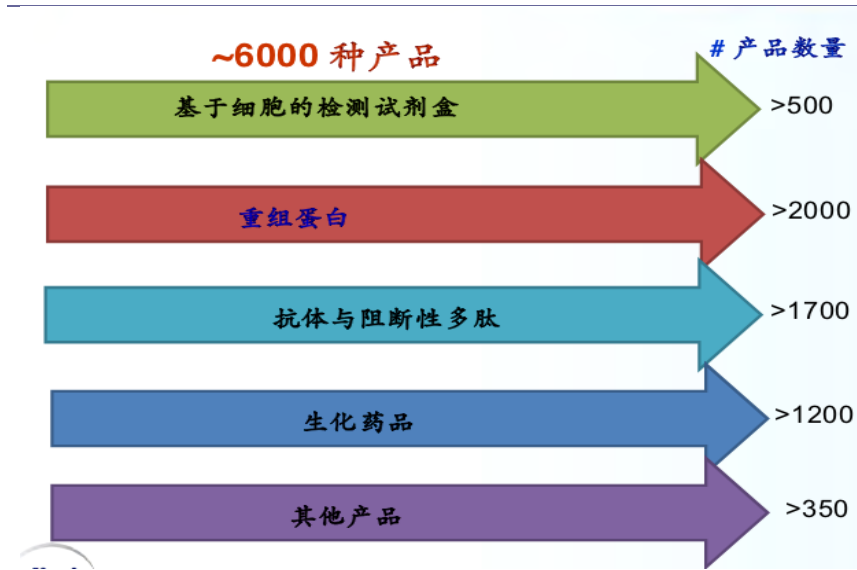 ~6000 种产品
# 产品数量
基于细胞的检测试剂盒
>500
重组蛋白
>2000
抗体与阻断性多肽
>1700
生化药品
>1200
其他产品
>350